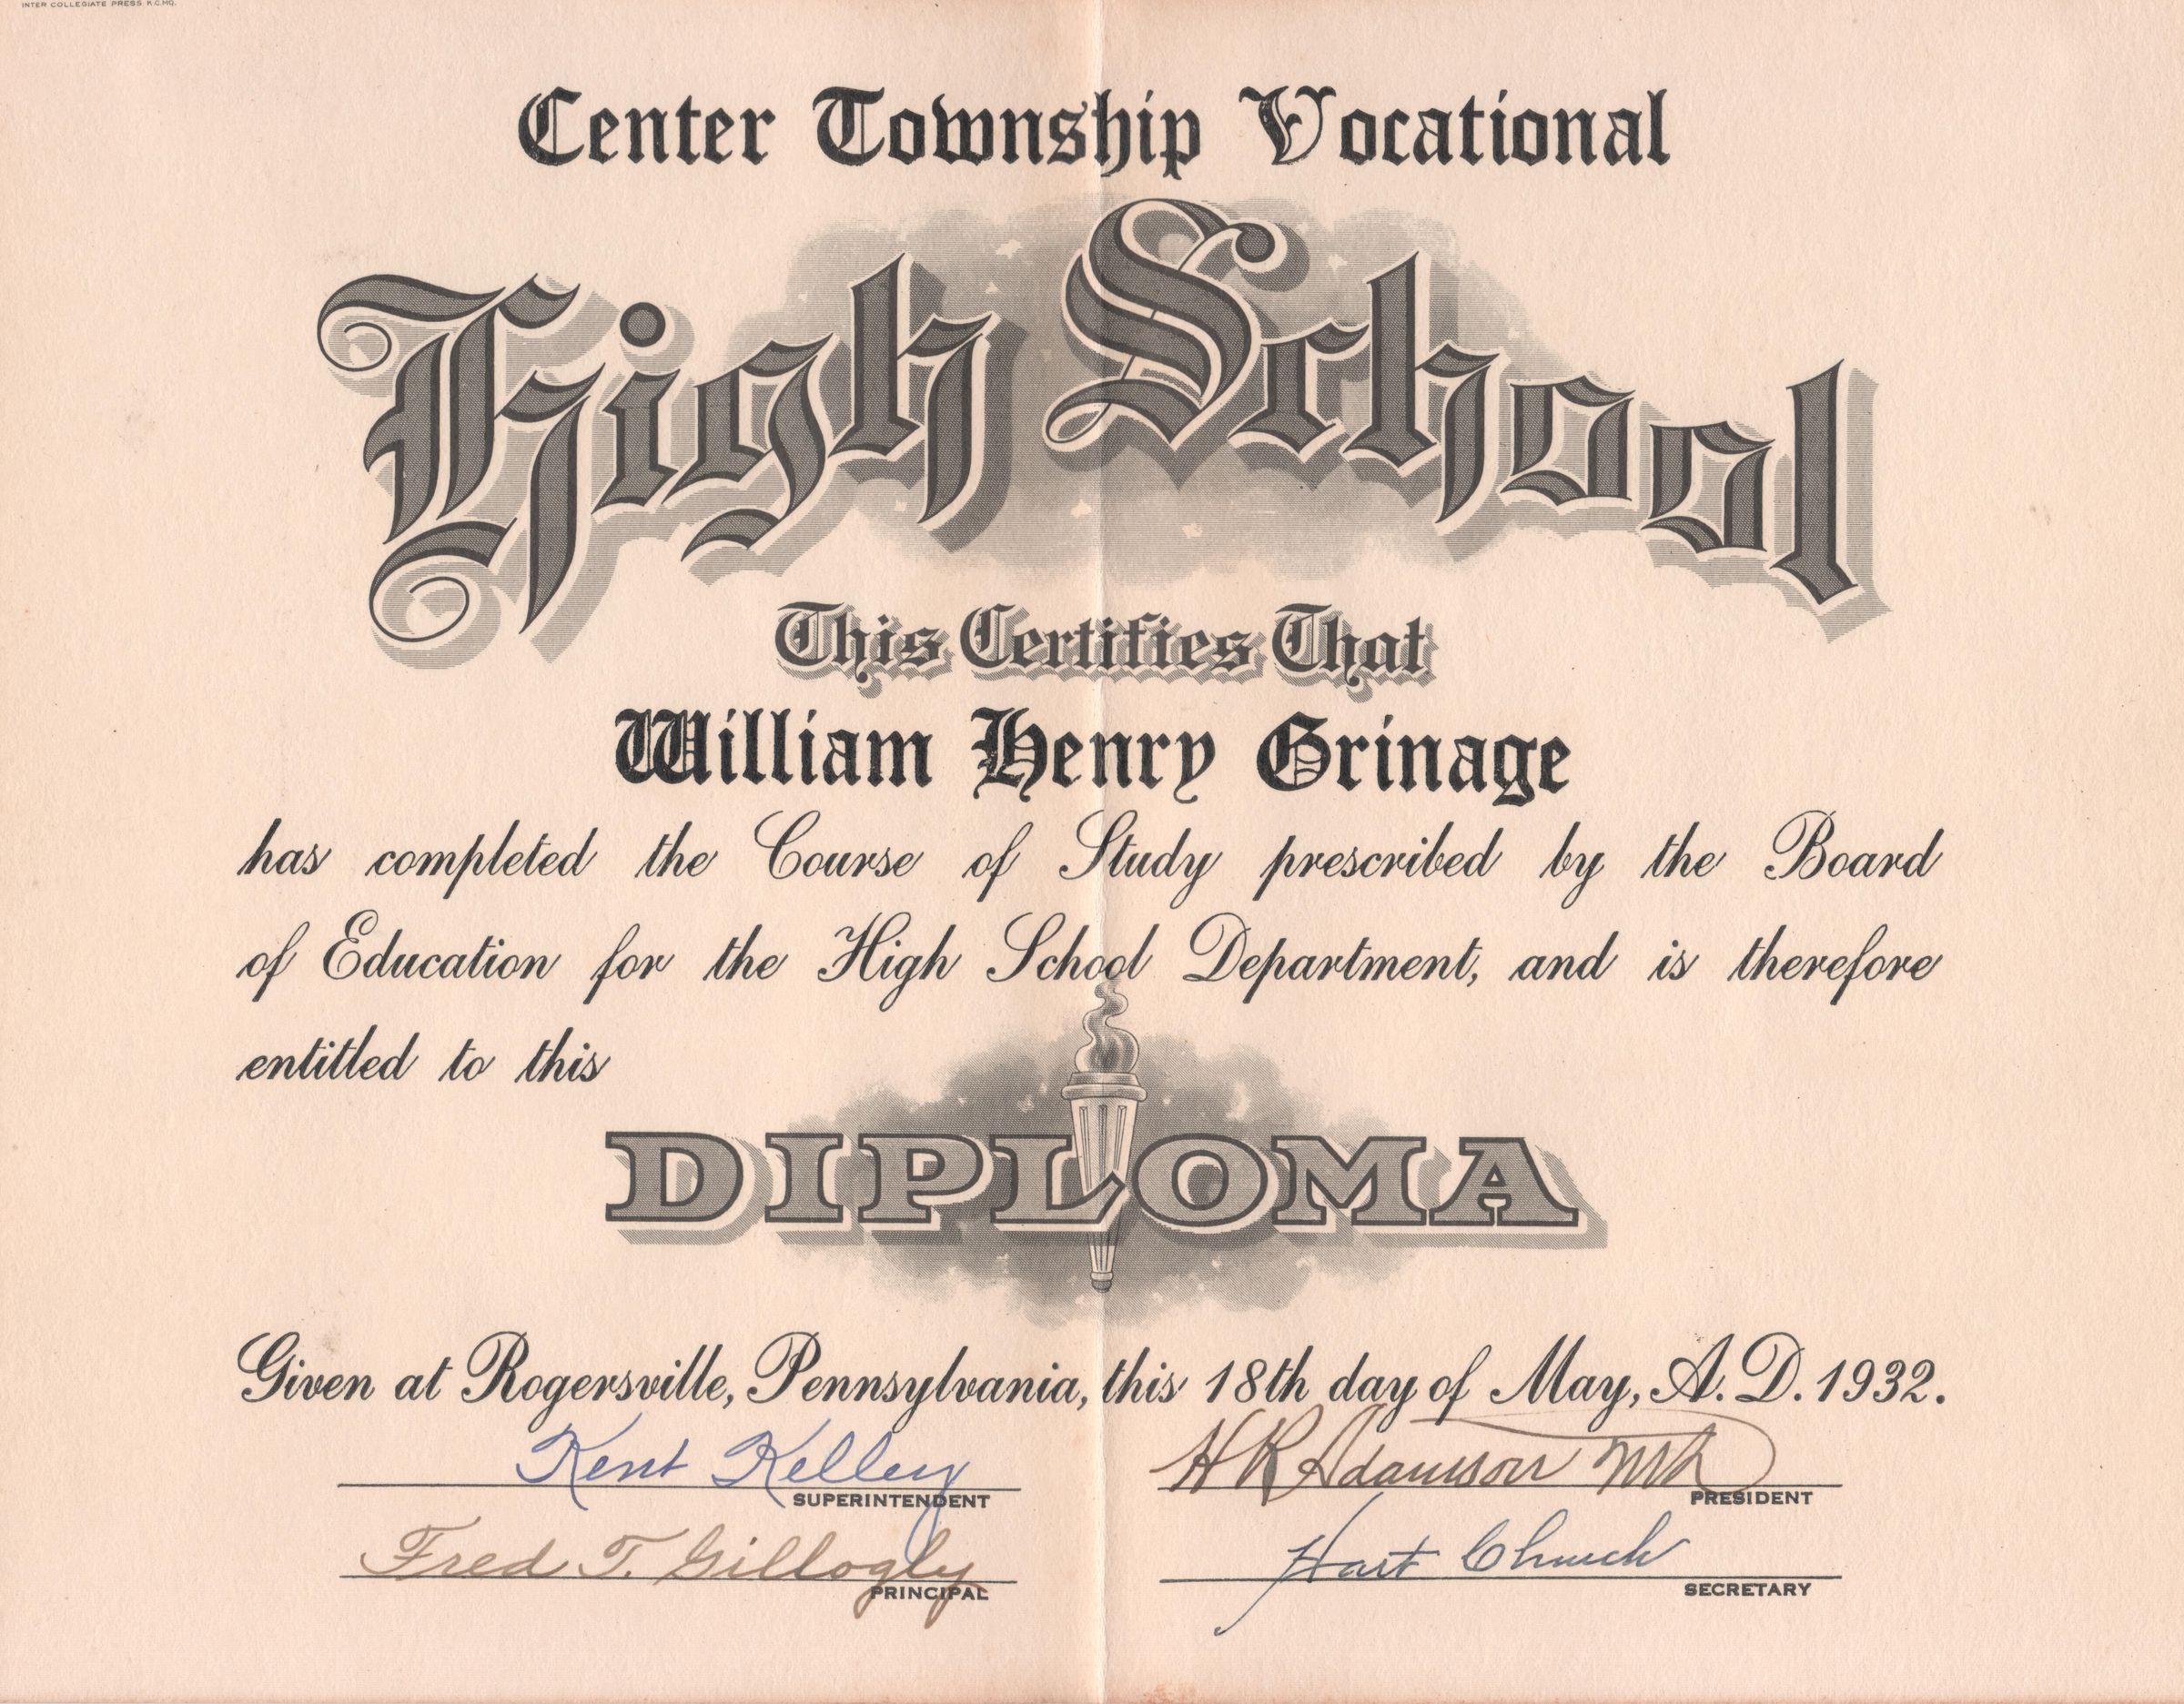 INTER COLLEGIATE PRESS K.C.MO.
Center Township Vocational
High School
This Certifies That
William Henry Grinage
has completed the Course of Study prescribed by the Board
of Education for the High School Department, and is therefore
entitled to this
DIPLOMA
Given at Rogersville, Pennsylvania, this 18th day of May, A. D. 1932.
Kent Kelley
SUPERINTENDENT
H R Adamson MD
PRESIDENT
Fred T. Gillogly
PRINCIPAL
Hart Church
SECRETARY